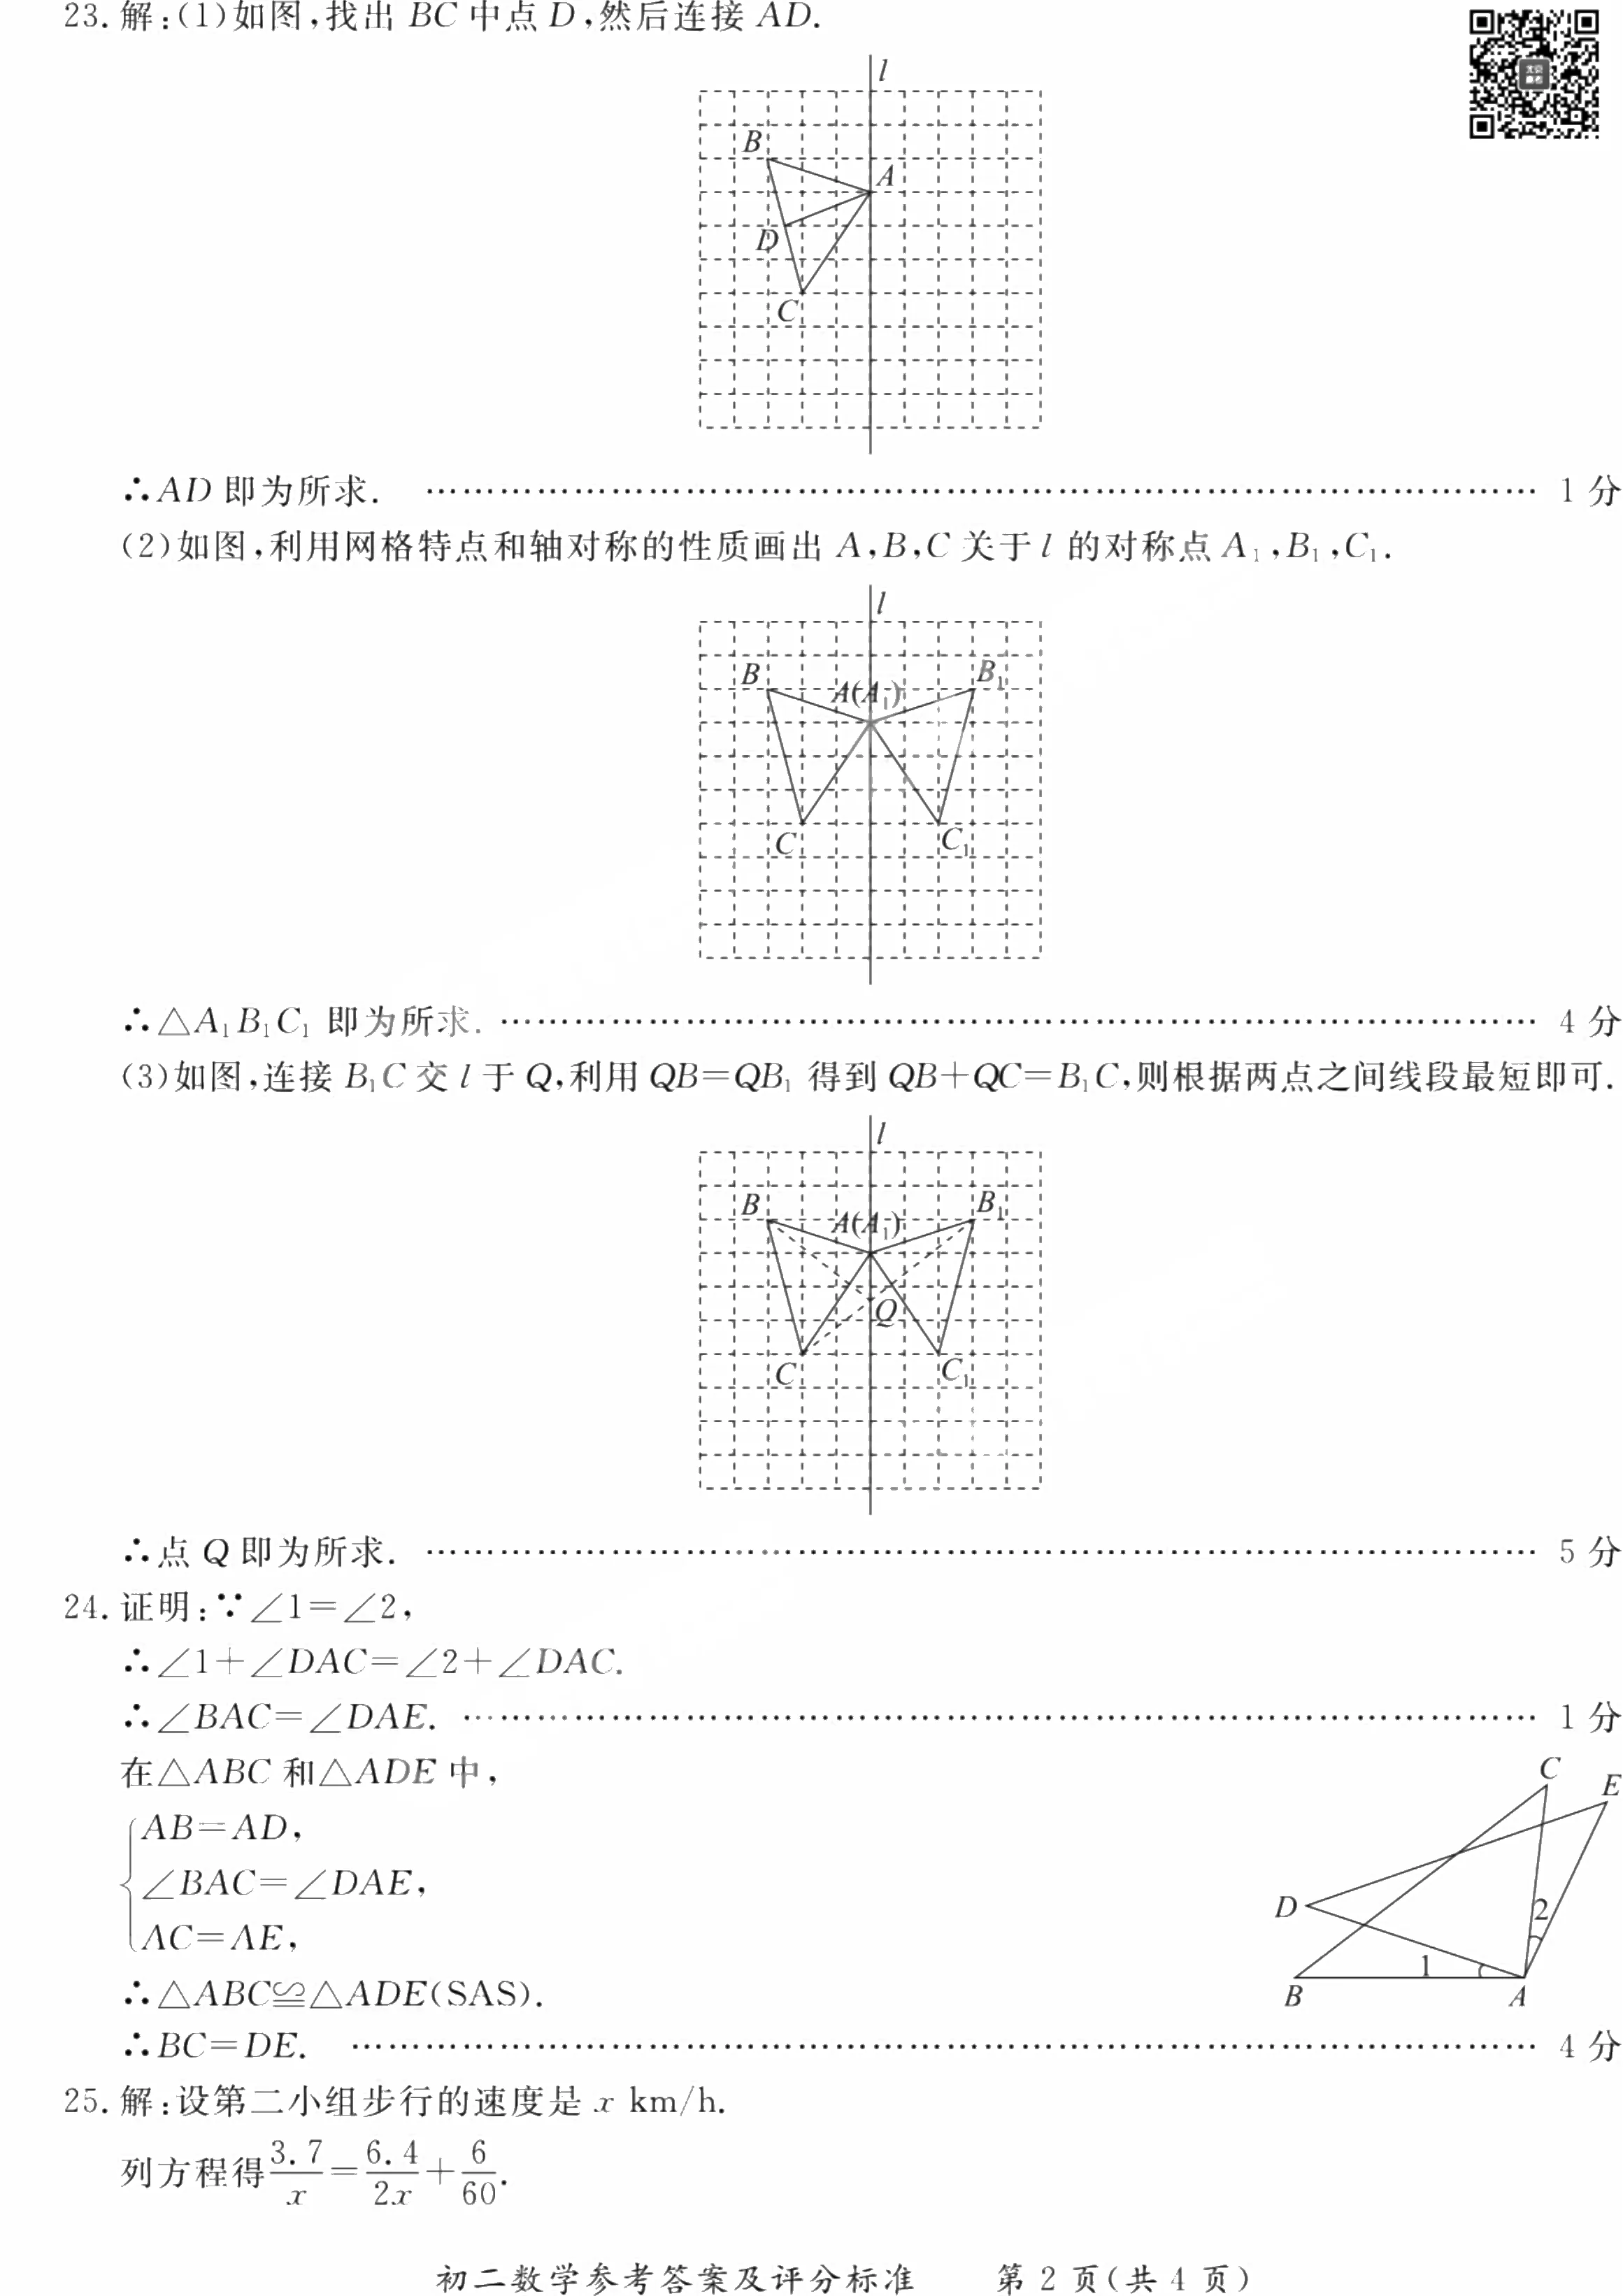 23. 解:(1)如图,找出 BC 中点 D,然后连接 AD.
l
B
A
D
C
∴AD 即为所求. …………………………………………………… 1 分
(2)如图,利用网格特点和轴对称的性质画出 A,B,C 关于 l 的对称点 A₁,B₁,C₁.
l
B
A(A₁)
B₁
C
C₁
∴△A₁B₁C₁ 即为所求. …………………………………………………… 4 分
(3)如图,连接 B₁C 交 l 于 Q,利用 QB=QB₁ 得到 QB+QC=B₁C,则根据两点之间线段最短即可.
l
B
A(A₁)
B₁
Q
C
C₁
∴点 Q 即为所求. …………………………………………………… 5 分
24. 证明:∵∠1=∠2,
∴∠1+∠DAC=∠2+∠DAC.
∴∠BAC=∠DAE. …………………………………………………… 1 分
在△ABC 和△ADE 中,
AB=AD,
∠BAC=∠DAE,
AC=AE,
∴△ABC≌△ADE(SAS).
C
E
D
2
1
B
A
∴BC=DE. …………………………………………………… 4 分
25. 解:设第二小组步行的速度是 x km/h.
列方程得 3.7/x = 6.4/2x + 6/60.
初二数学参考答案及评分标准 第 2 页(共 4 页)